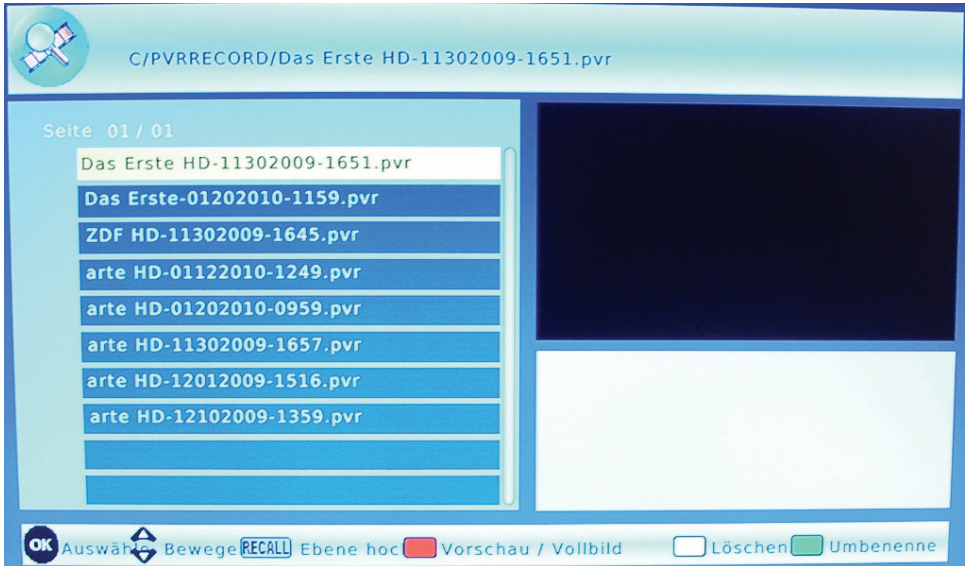 C/PVRRECORD/Das Erste HD-11302009-1651.pvr
Seite 01 / 01
Das Erste HD-11302009-1651.pvr
Das Erste-01202010-1159.pvr
ZDF HD-11302009-1645.pvr
arte HD-01122010-1249.pvr
arte HD-01202010-0959.pvr
arte HD-11302009-1657.pvr
arte HD-12012009-1516.pvr
arte HD-12102009-1359.pvr
OK Auswähle Bewege RECALL Ebene hoc Vorschau / Vollbild Löschen Umbenenne